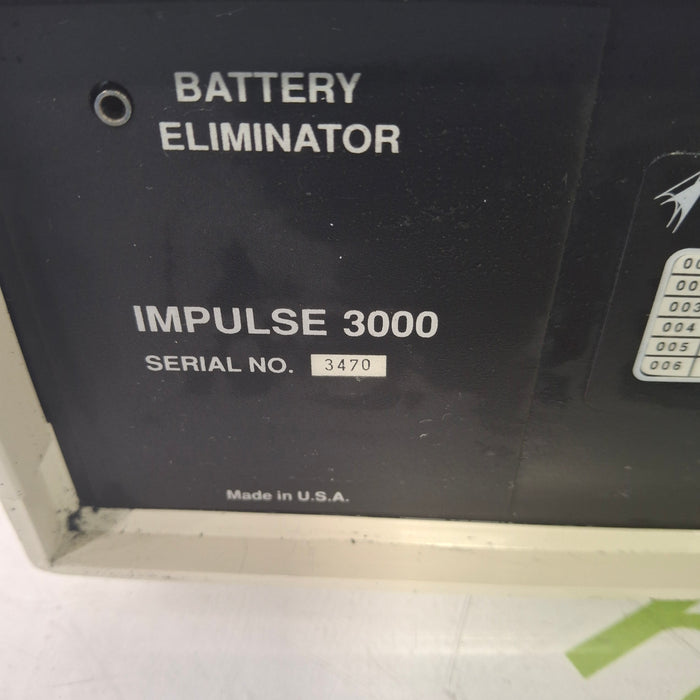 BATTERY
ELIMINATOR
IMPULSE 3000
SERIAL NO. 3470
Made in U.S.A.
003
004
005
006